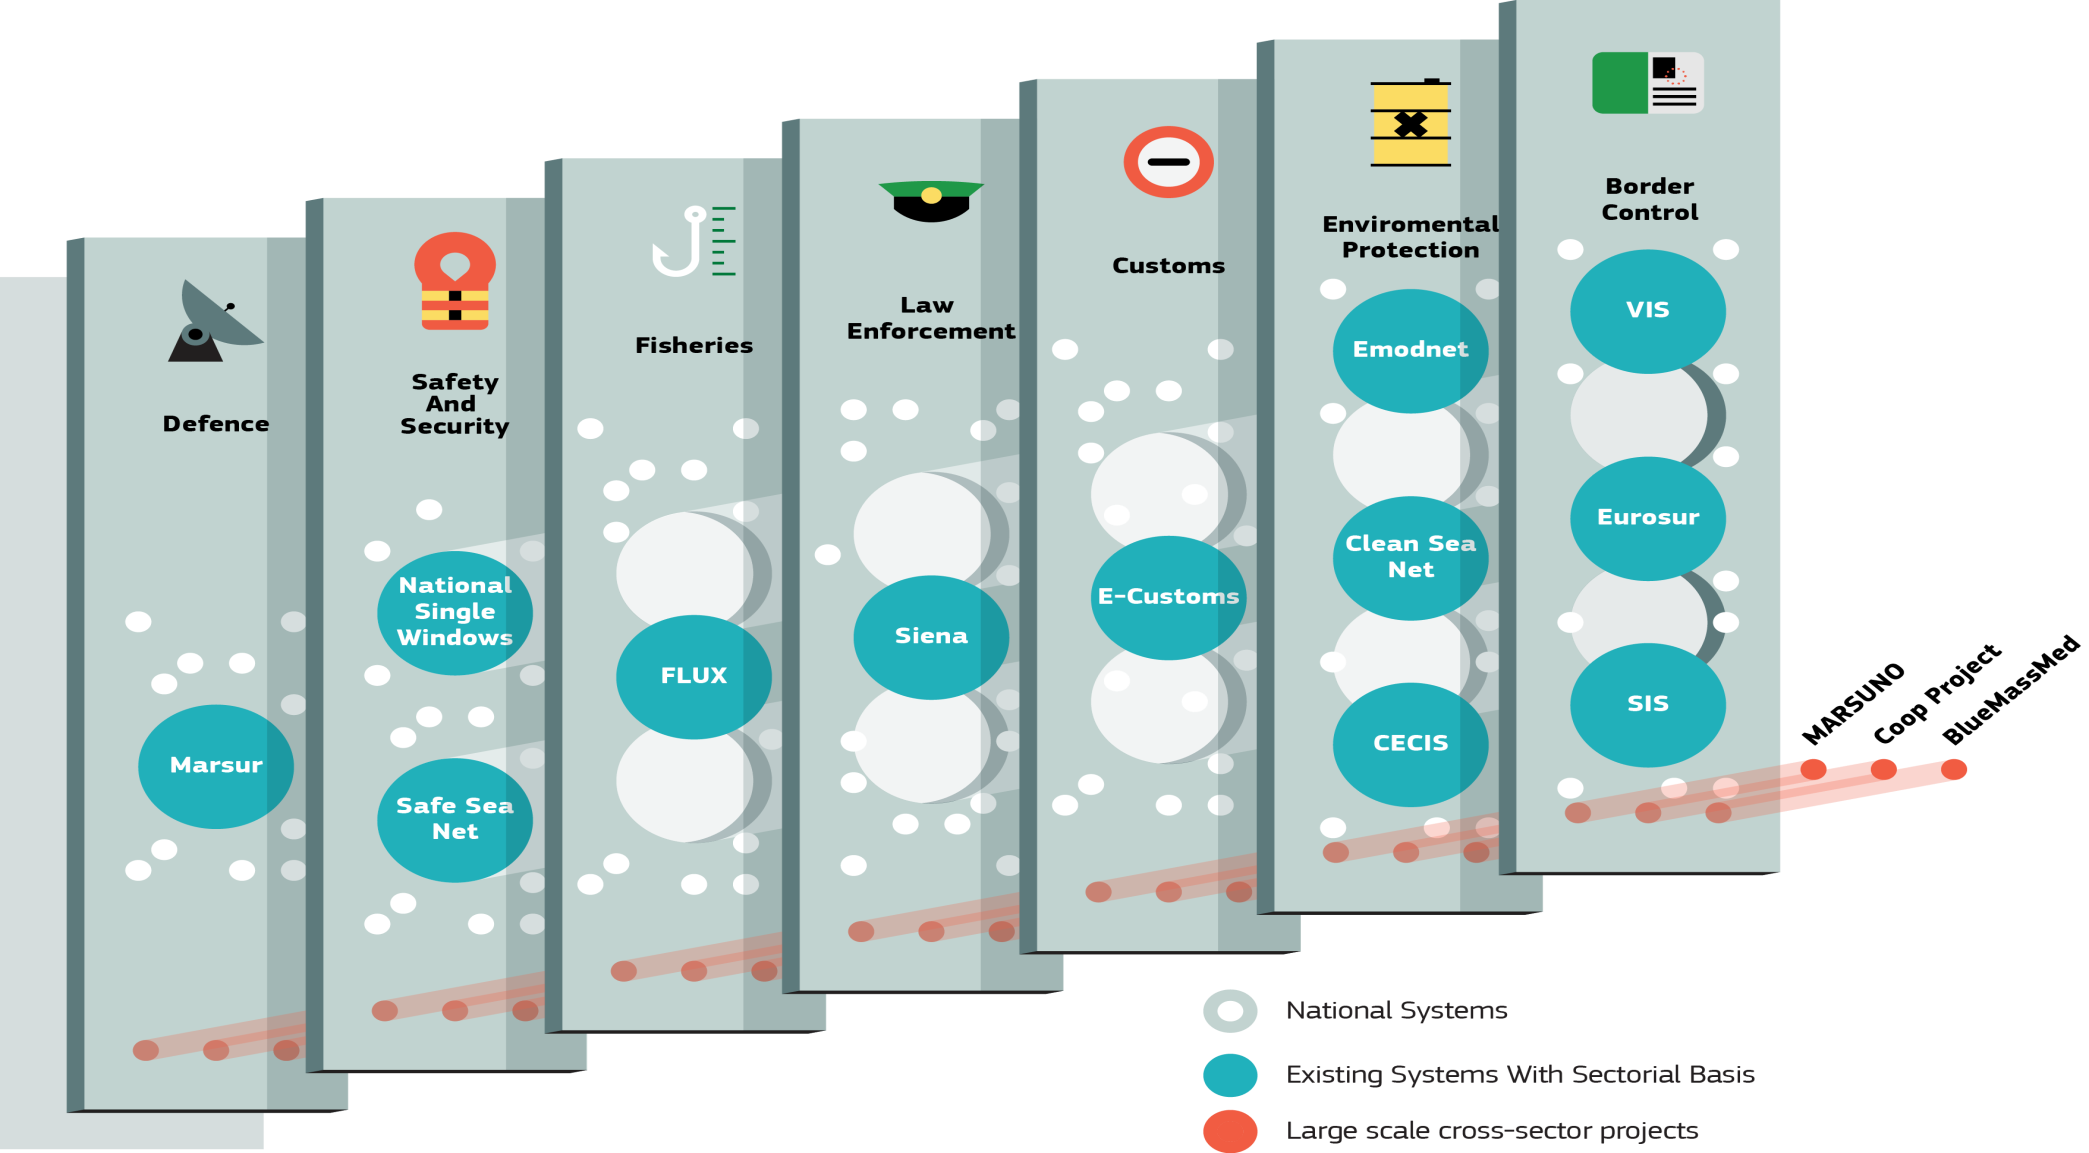 Defence
Marsur
Safety
And
Security
National
Single
Windows
Safe Sea
Net
Fisheries
FLUX
Law
Enforcement
Siena
Customs
E-Customs
Enviromental
Protection
Emodnet
Clean Sea
Net
CECIS
Border
Control
VIS
Eurosur
SIS
MARSUNO
Coop Project
BlueMassMed
National Systems
Existing Systems With Sectorial Basis
Large scale cross-sector projects